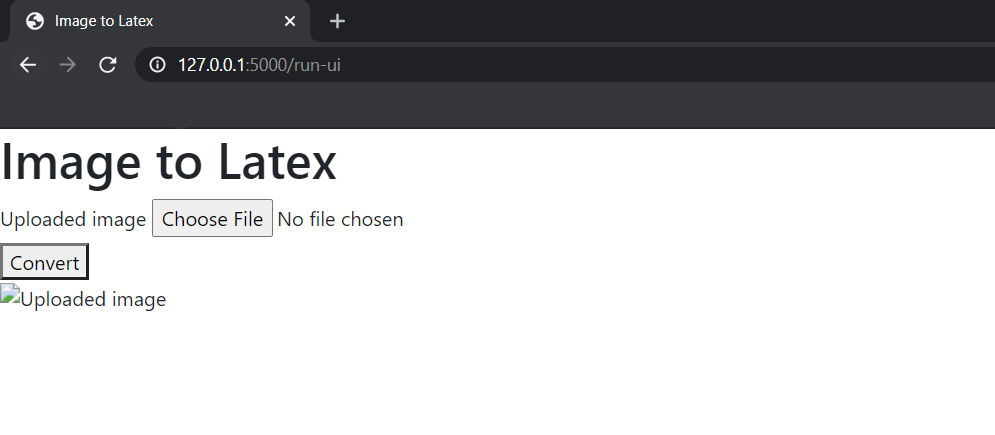 Image to Latex
127.0.0.1:5000/run-ui
Image to Latex
Uploaded image Choose File No file chosen
Convert
Uploaded image